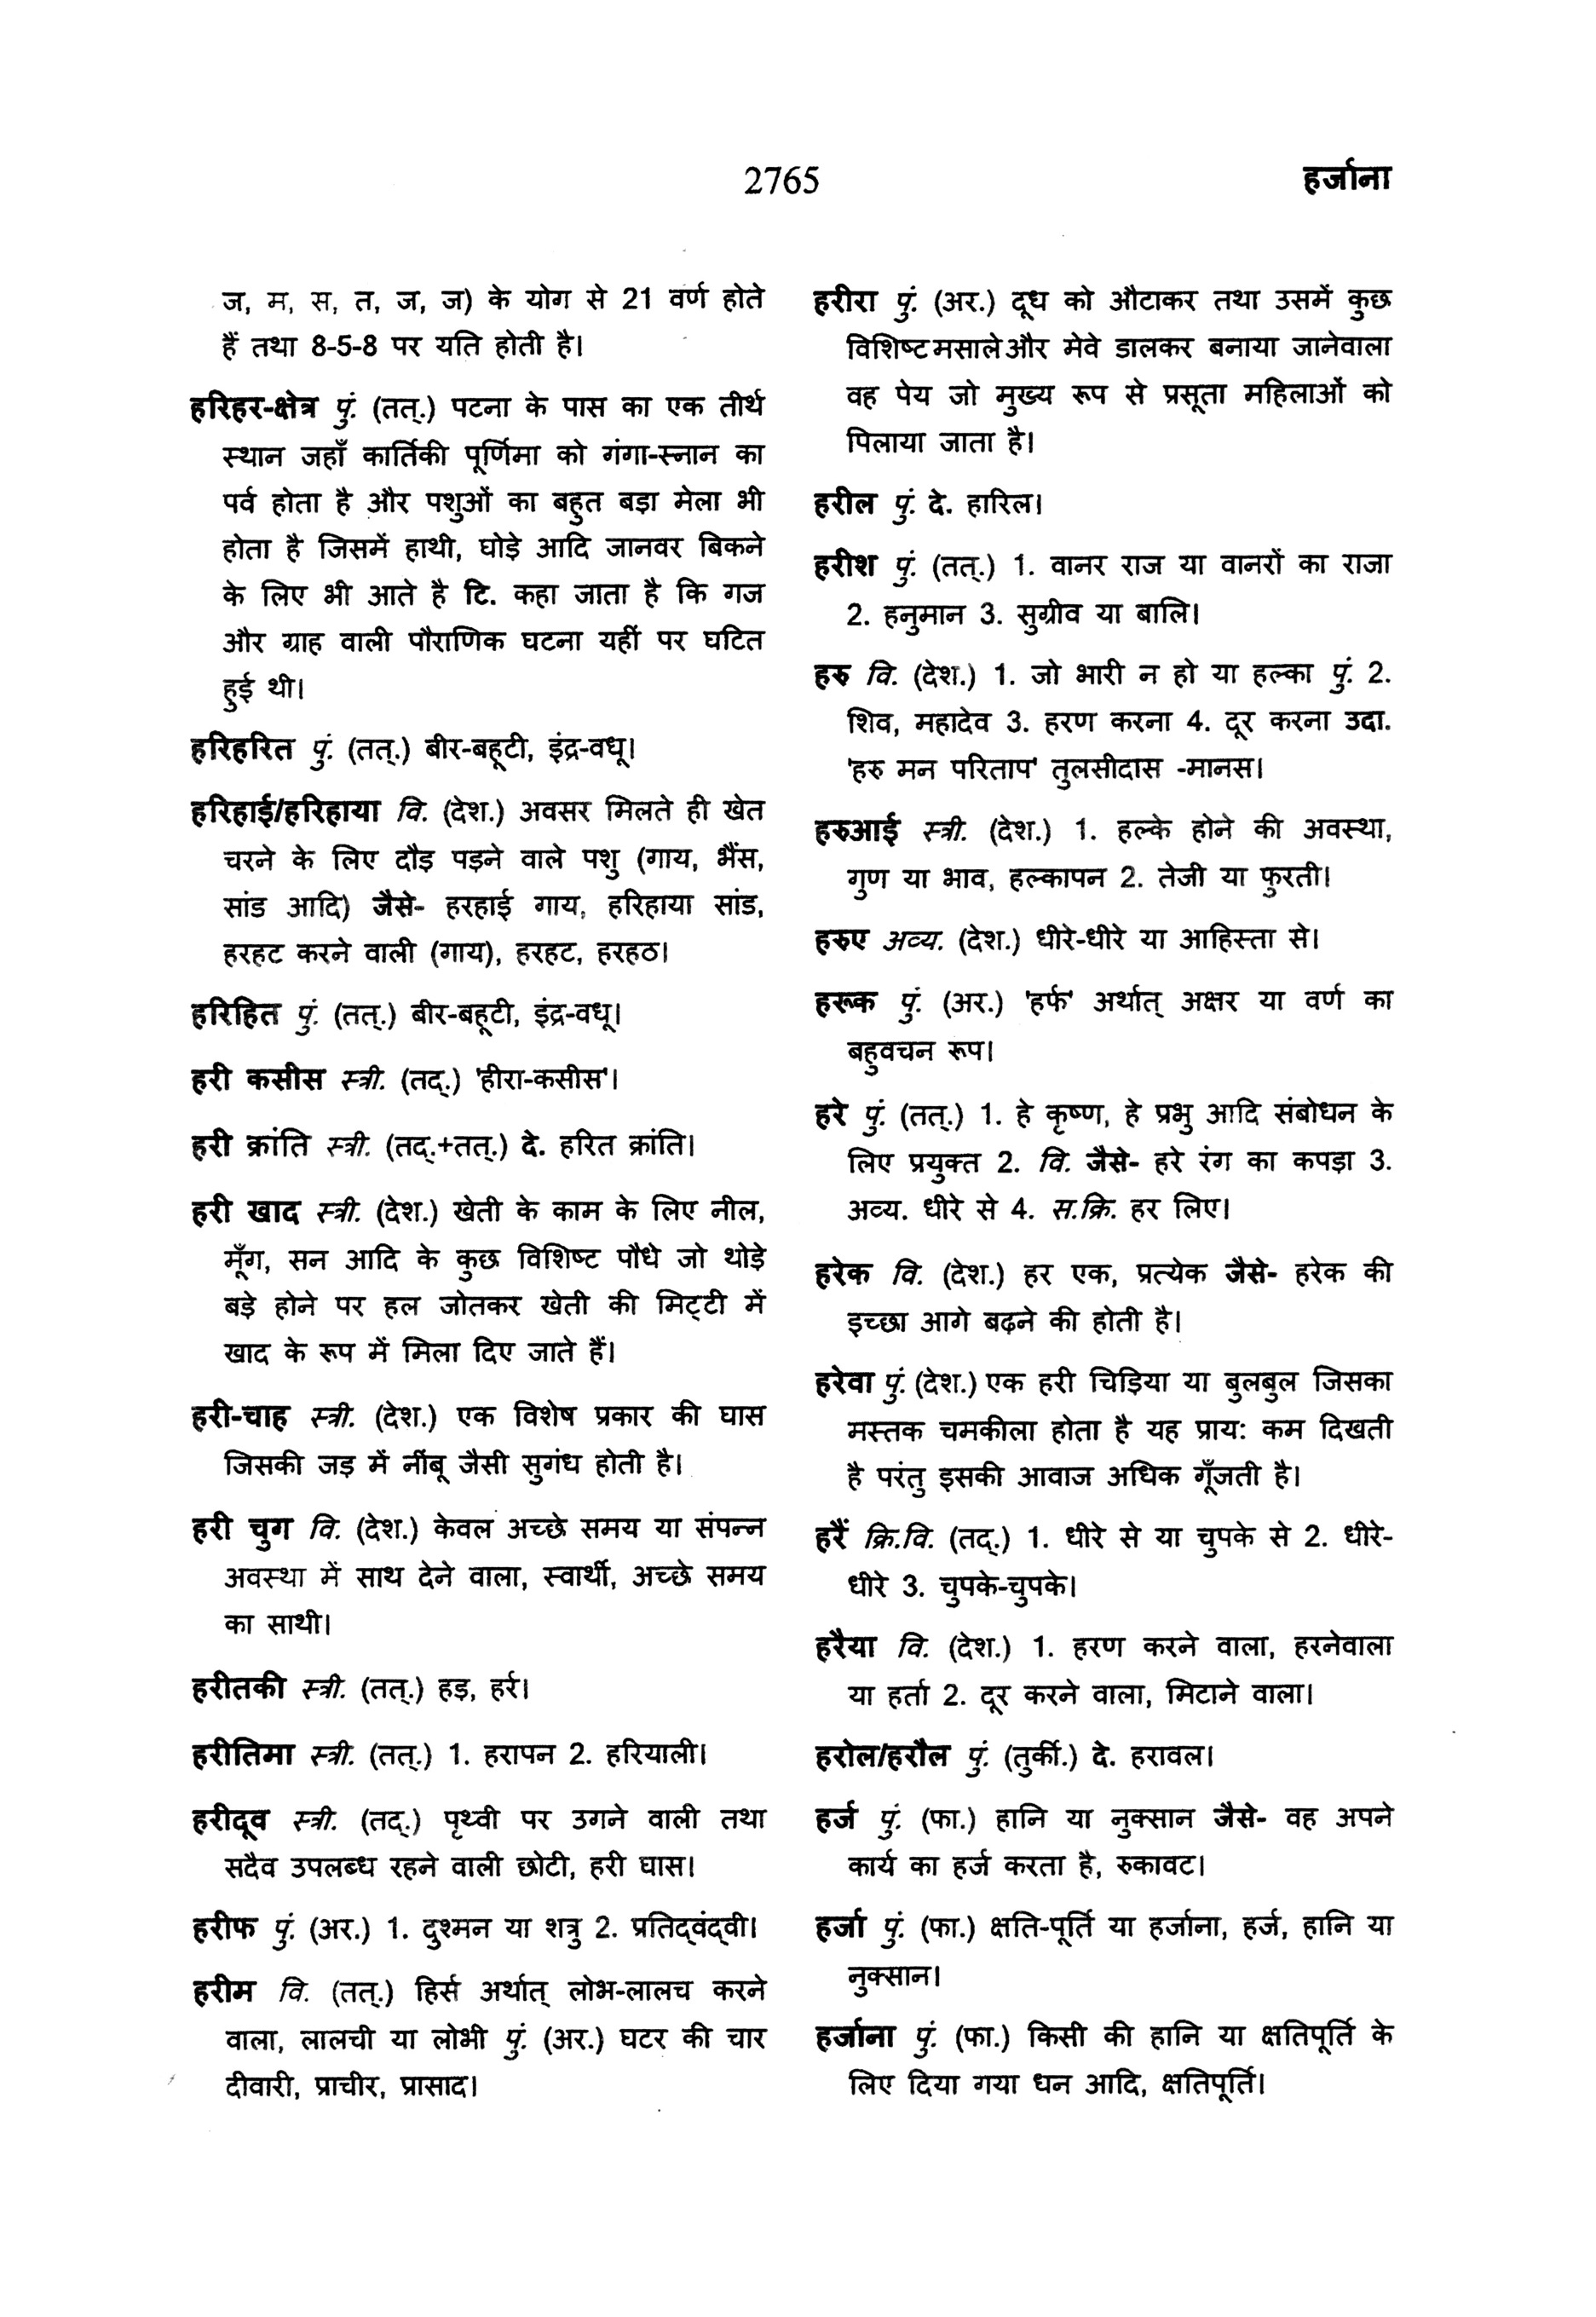 2765
हर्जाना
ज, म, स, त, ज, ज) के योग से 21 वर्ण होते
हैं तथा 8-5-8 पर यति होती है।
हरिहर-क्षेत्र पुं. (तत्.) पटना के पास का एक तीर्थ
स्थान जहाँ कार्तिकी पूर्णिमा को गंगा-स्नान का
पर्व होता है और पशुओं का बहुत बड़ा मेला भी
होता है जिसमें हाथी, घोड़े आदि जानवर बिकने
के लिए भी आते है टि. कहा जाता है कि गज
और ग्राह वाली पौराणिक घटना यहीं पर घटित
हुई थी।
हरिहरित पुं. (तत्.) बीर-बहूटी, इंद्र-वधू।
हरिहाई/हरिहाया वि. (देश.) अवसर मिलते ही खेत
चरने के लिए दौड़ पड़ने वाले पशु (गाय, भैंस,
सांड आदि) जैसे- हरहाई गाय, हरिहाया सांड,
हरहट करने वाली (गाय), हरहट, हरहठ।
हरिहित पुं. (तत्.) बीर-बहूटी, इंद्र-वधू।
हरी कसीस स्त्री. (तद्.) 'हीरा-कसीस'।
हरी क्रांति स्त्री. (तद्.+तत्.) दे. हरित क्रांति।
हरी खाद स्त्री. (देश.) खेती के काम के लिए नील,
मूँग, सन आदि के कुछ विशिष्ट पौधे जो थोड़े
बड़े होने पर हल जोतकर खेती की मिट्‌टी में
खाद के रूप में मिला दिए जाते हैं।
हरी-चाह स्त्री. (देश.) एक विशेष प्रकार की घास
जिसकी जड़ में नींबू जैसी सुगंध होती है।
हरी चुग वि. (देश.) केवल अच्छे समय या संपन्न
अवस्था में साथ देने वाला, स्वार्थी, अच्छे समय
का साथी।
हरीतकी स्त्री. (तत्.) हड़, हर्र।
हरीतिमा स्त्री. (तत्.) 1. हरापन 2. हरियाली।
हरीदूव स्त्री. (तद्.) पृथ्वी पर उगने वाली तथा
सदैव उपलब्ध रहने वाली छोटी, हरी घास।
हरीफ पुं. (अर.) 1. दुश्मन या शत्रु 2. प्रतिद्‌वंद्‌वी।
हरीम वि. (तत्.) हिर्स अर्थात् लोभ-लालच करने
वाला, लालची या लोभी पुं. (अर.) घटर की चार
दीवारी, प्राचीर, प्रासाद।
हरीरा पुं. (अर.) दूध को औटाकर तथा उसमें कुछ
विशिष्ट मसाले और मेवे डालकर बनाया जानेवाला
वह पेय जो मुख्य रूप से प्रसूता महिलाओं को
पिलाया जाता है।
हरील पुं. दे. हारिल।
हरीश पुं. (तत्.) 1. वानर राज या वानरों का राजा
2. हनुमान 3. सुग्रीव या बालि।
हरु वि. (देश.) 1. जो भारी न हो या हल्का पुं. 2.
शिव, महादेव 3. हरण करना 4. दूर करना उदा.
'हरु मन परिताप' तुलसीदास -मानस।
हरुआई स्त्री. (देश.) 1. हल्के होने की अवस्था,
गुण या भाव, हल्कापन 2. तेजी या फुरती।
हरुए अव्य. (देश.) धीरे-धीरे या आहिस्ता से।
हरूक पुं. (अर.) 'हर्फ' अर्थात् अक्षर या वर्ण का
बहुवचन रूप।
हरे पुं. (तत्.) 1. हे कृष्ण, हे प्रभु आदि संबोधन के
लिए प्रयुक्त 2. वि. जैसे- हरे रंग का कपड़ा 3.
अव्य. धीरे से 4. स.क्रि. हर लिए।
हरेक वि. (देश.) हर एक, प्रत्येक जैसे- हरेक की
इच्छा आगे बढ़ने की होती है।
हरेवा पुं. (देश.) एक हरी चिड़िया या बुलबुल जिसका
मस्तक चमकीला होता है यह प्राय: कम दिखती
है परंतु इसकी आवाज अधिक गूँजती है।
हरैं क्रि.वि. (तद्.) 1. धीरे से या चुपके से 2. धीरे-
धीरे 3. चुपके-चुपके।
हरैया वि. (देश.) 1. हरण करने वाला, हरनेवाला
या हर्ता 2. दूर करने वाला, मिटाने वाला।
हरोल/हरौल पुं. (तुर्की.) दे. हरावल।
हर्ज पुं. (फा.) हानि या नुक्सान जैसे- वह अपने
कार्य का हर्ज करता है, रुकावट।
हर्जा पुं. (फा.) क्षति-पूर्ति या हर्जाना, हर्ज, हानि या
नुक्सान।
हर्जाना पुं. (फा.) किसी की हानि या क्षतिपूर्ति के
लिए दिया गया धन आदि, क्षतिपूर्ति।